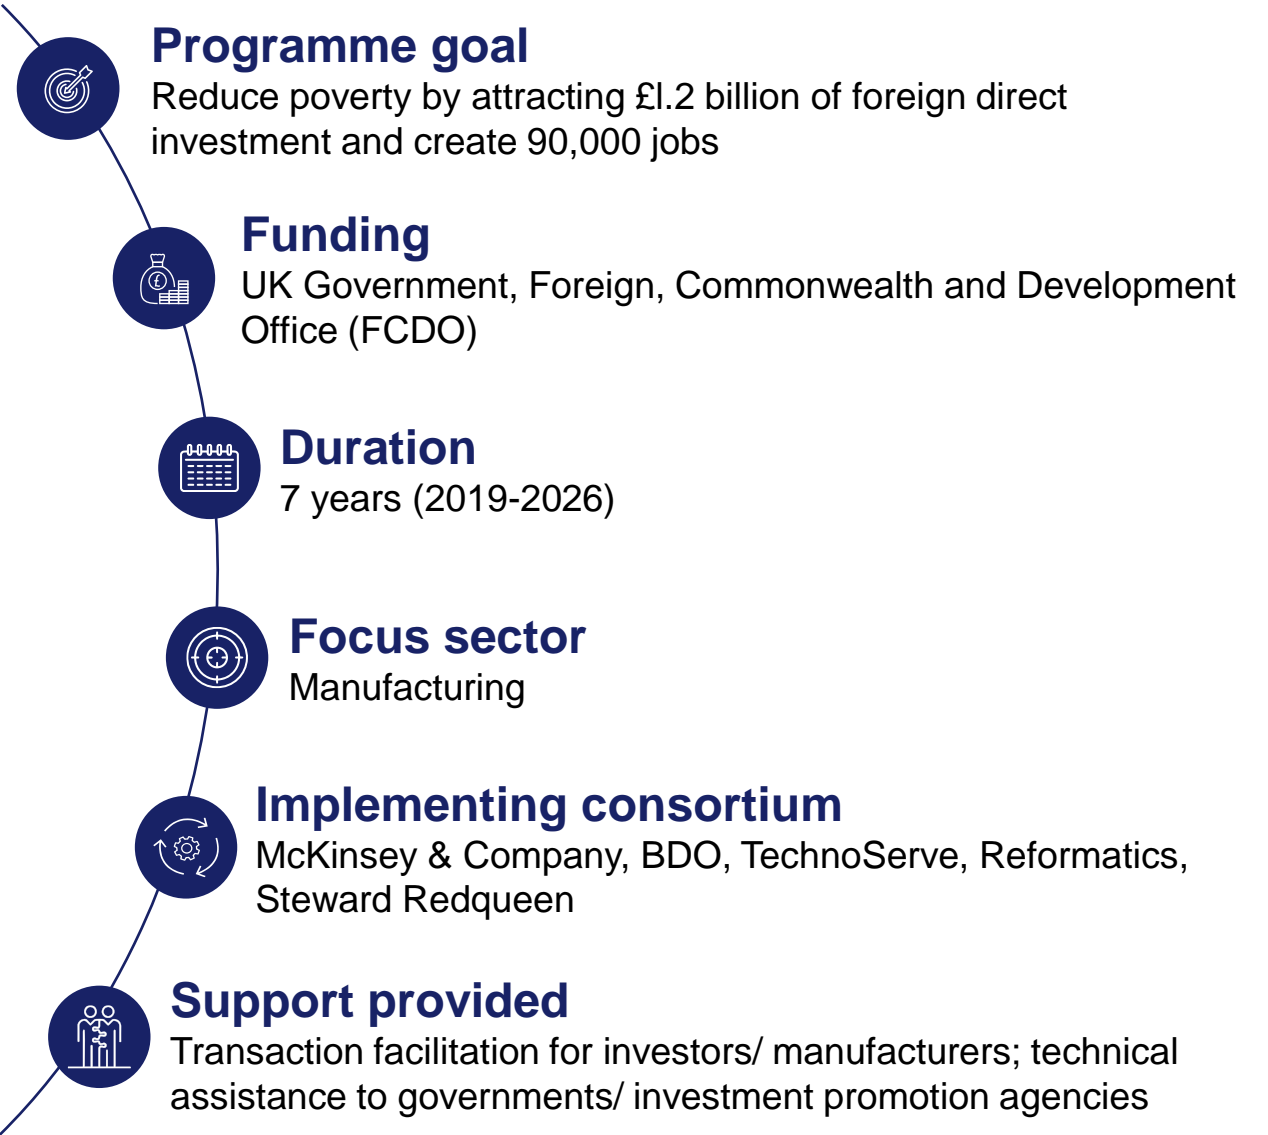 Programme goal
Reduce poverty by attracting £l.2 billion of foreign direct
investment and create 90,000 jobs
£
Funding
UK Government, Foreign, Commonwealth and Development
Office (FCDO)
Duration
7 years (2019-2026)
Focus sector
Manufacturing
Implementing consortium
McKinsey & Company, BDO, TechnoServe, Reformatics,
Steward Redqueen
Support provided
Transaction facilitation for investors/ manufacturers; technical
assistance to governments/ investment promotion agencies